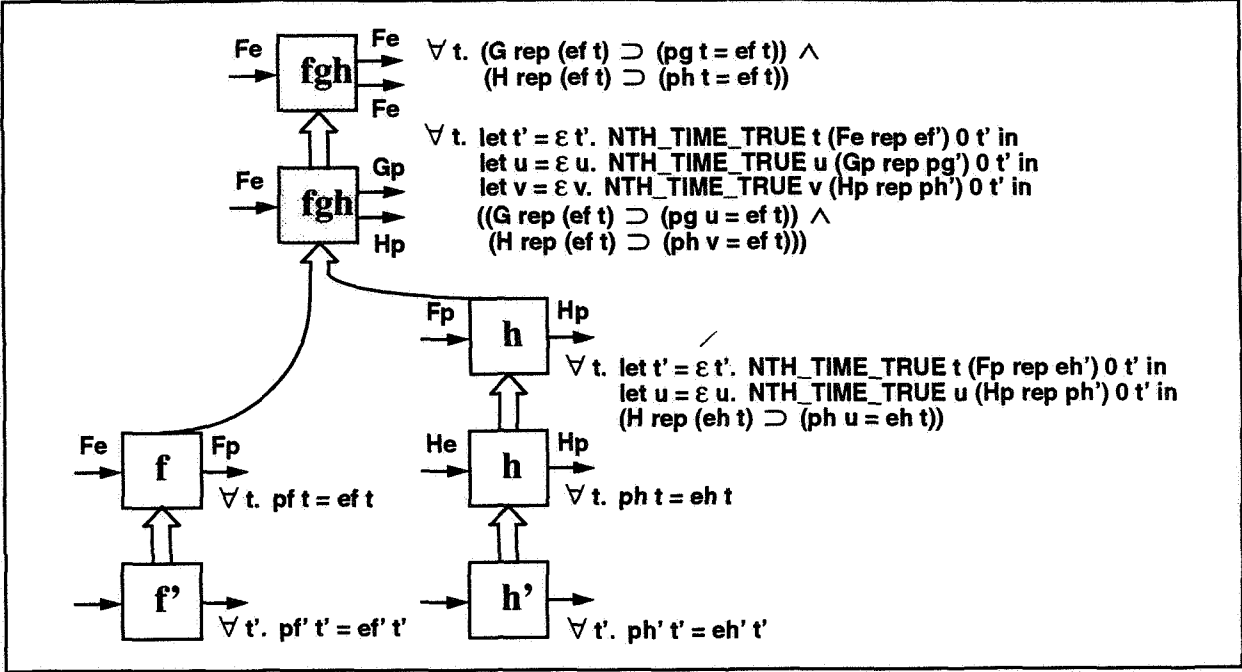 Fe fgh Fe
Fe
∀ t. (G rep (ef t) ⊃ (pg t = ef t)) ∧
(H rep (ef t) ⊃ (ph t = ef t))
Fe fgh Gp
Hp
∀ t. let t' = ε t'. NTH_TIME_TRUE t (Fe rep ef') 0 t' in
let u = ε u. NTH_TIME_TRUE u (Gp rep pg') 0 t' in
let v = ε v. NTH_TIME_TRUE v (Hp rep ph') 0 t' in
((G rep (ef t) ⊃ (pg u = ef t)) ∧
(H rep (ef t) ⊃ (ph v = ef t)))
Fp h Hp
∀ t. let t' = ε t'. NTH_TIME_TRUE t (Fp rep eh') 0 t' in
let u = ε u. NTH_TIME_TRUE u (Hp rep ph') 0 t' in
(H rep (eh t) ⊃ (ph u = eh t))
Fe f Fp
∀ t. pf t = ef t
He h Hp
∀ t. ph t = eh t
f'
∀ t'. pf' t' = ef' t'
h'
∀ t'. ph' t' = eh' t'